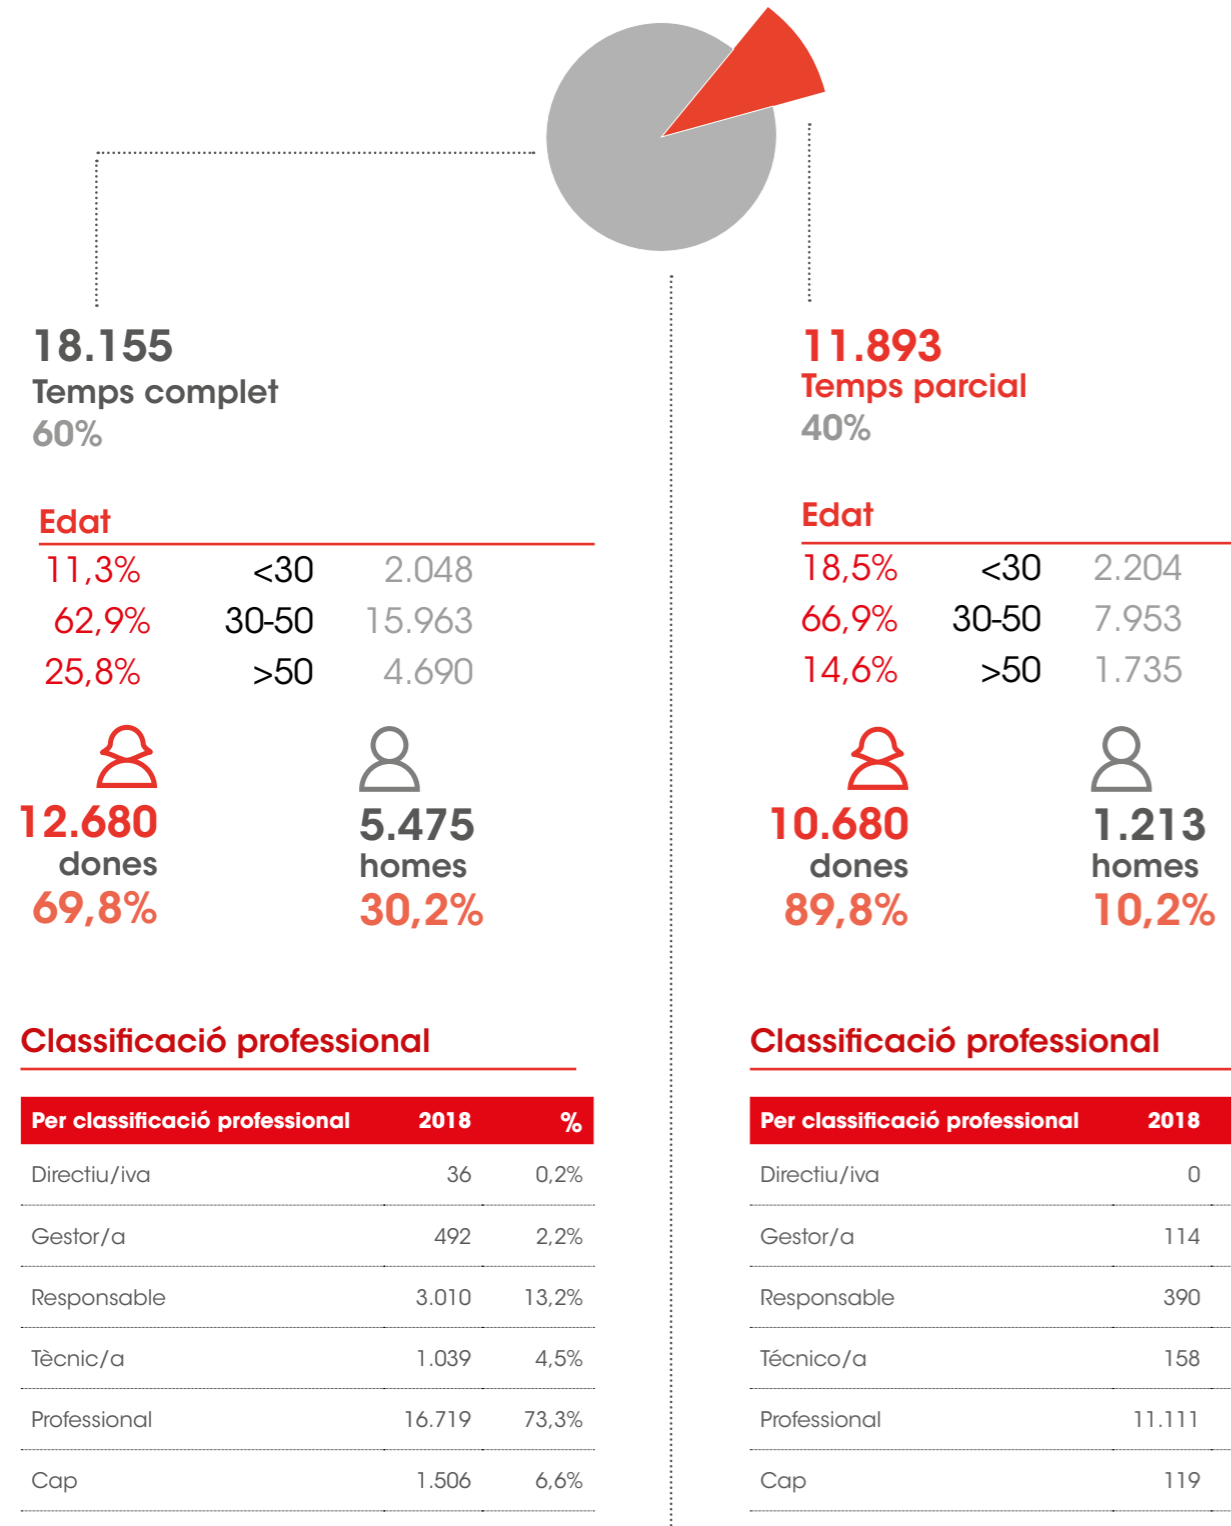 18.155
Temps complet
60%
Edat
11,3% <30 2.048
62,9% 30-50 15.963
25,8% >50 4.690
12.680
dones
69,8%
5.475
homes
30,2%
Classificació professional
Per classificació professional 2018 %
Directiu/iva 36 0,2%
Gestor/a 492 2,2%
Responsable 3.010 13,2%
Tècnic/a 1.039 4,5%
Professional 16.719 73,3%
Cap 1.506 6,6%
11.893
Temps parcial
40%
Edat
18,5% <30 2.204
66,9% 30-50 7.953
14,6% >50 1.735
10.680
dones
89,8%
1.213
homes
10,2%
Classificació professional
Per classificació professional 2018
Directiu/iva 0
Gestor/a 114
Responsable 390
Técnico/a 158
Professional 11.111
Cap 119